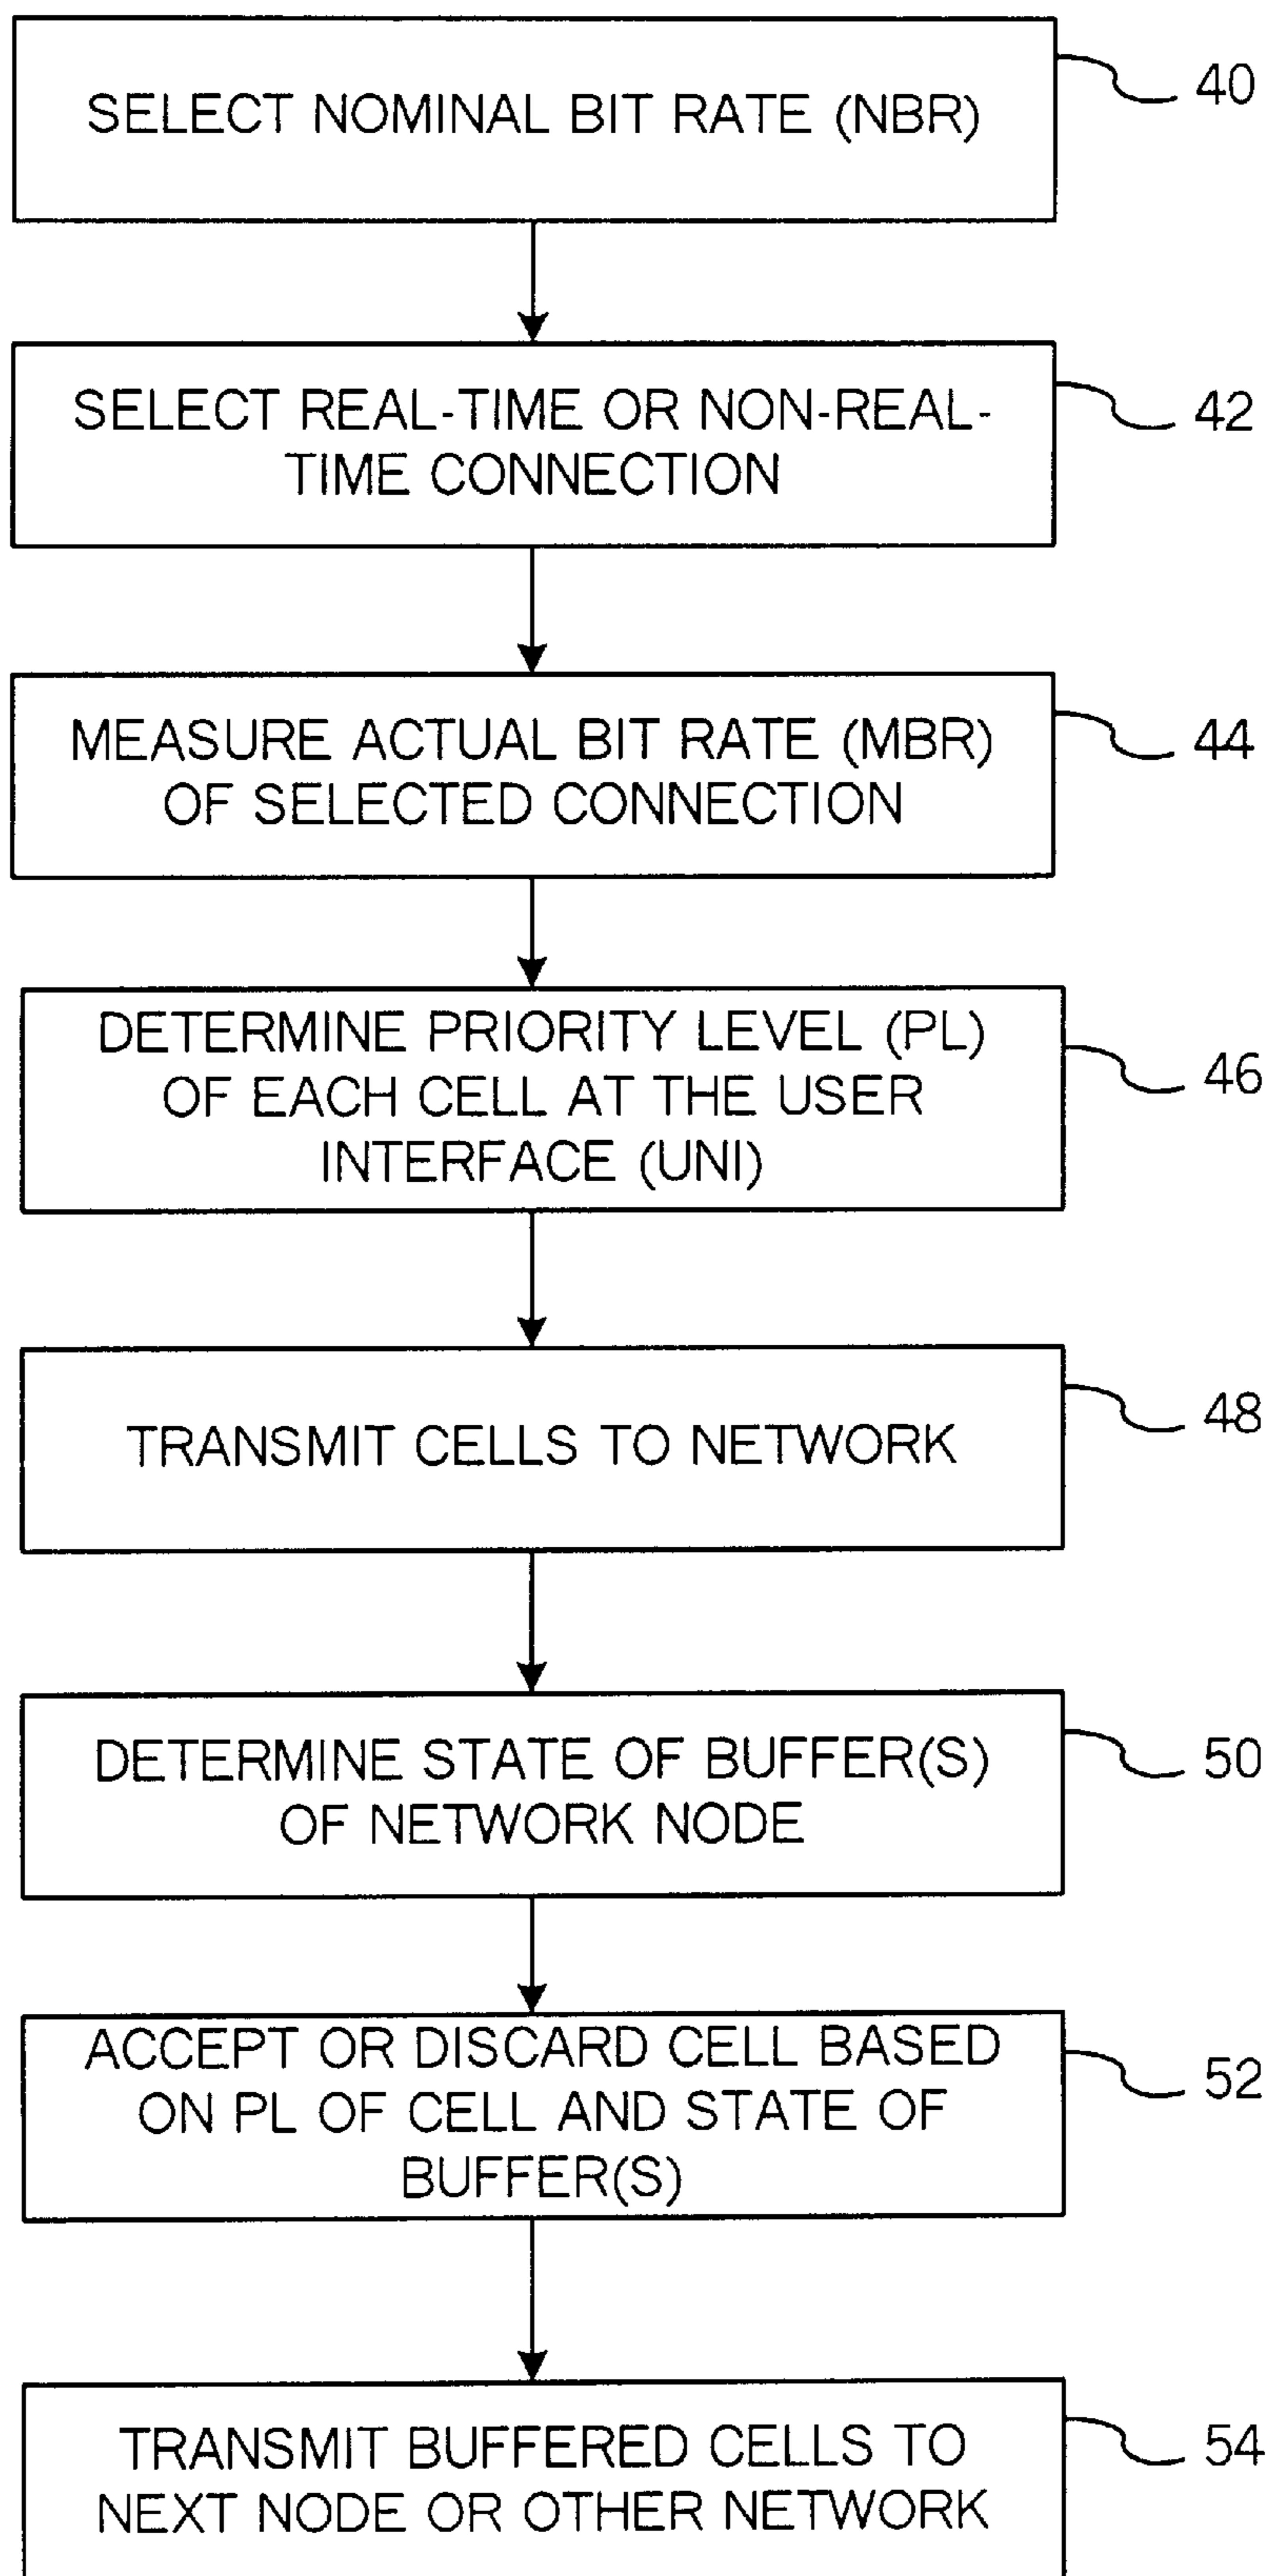 SELECT NOMINAL BIT RATE (NBR)
40
SELECT REAL-TIME OR NON-REAL-
TIME CONNECTION
42
MEASURE ACTUAL BIT RATE (MBR)
OF SELECTED CONNECTION
44
DETERMINE PRIORITY LEVEL (PL)
OF EACH CELL AT THE USER
INTERFACE (UNI)
46
TRANSMIT CELLS TO NETWORK
48
DETERMINE STATE OF BUFFER(S)
OF NETWORK NODE
50
ACCEPT OR DISCARD CELL BASED
ON PL OF CELL AND STATE OF
BUFFER(S)
52
TRANSMIT BUFFERED CELLS TO
NEXT NODE OR OTHER NETWORK
54